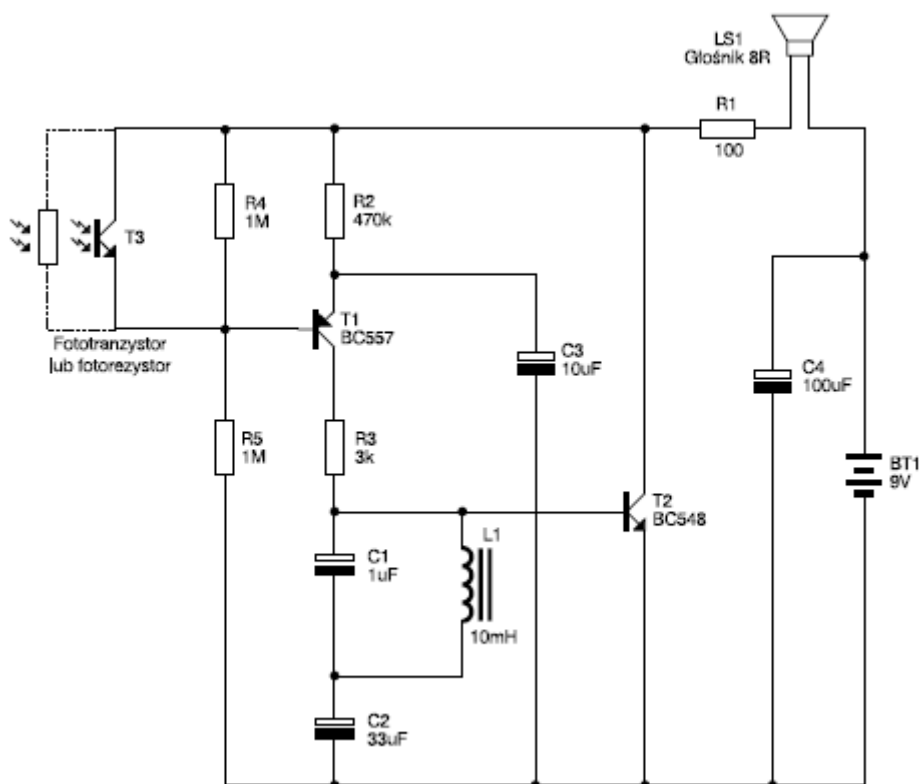 LS1
Głośnik 8R
R1
100
R4
1M
R2
470k
T3
T1
BC557
Fototranzystor
lub fotorezystor
C3
10uF
C4
100uF
R5
1M
R3
3k
BT1
9V
T2
BC548
L1
C1
1uF
10mH
C2
33uF